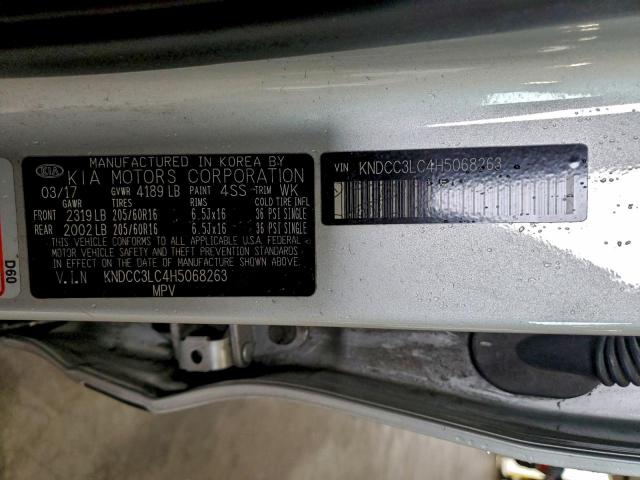 KIA MANUFACTURED IN KOREA BY
KIA MOTORS CORPORATION
03/17 GVWR 4189 LB PAINT 4SS TRIM WK
GAWR TIRES RIMS COLD TIRE INFL
FRONT 2319 LB 205/60R16 6.5JX16 36 PSI SINGLE
REAR 2002 LB 205/60R16 6.5JX16 36 PSI SINGLE
THIS VEHICLE CONFORMS TO ALL APPLICABLE U.S.A. FEDERAL
MOTOR VEHICLE SAFETY AND THEFT PREVENTION STANDARDS
IN EFFECT ON THE DATE OF MANUFACTURE SHOWN ABOVE.
V.I.N KNDCC3LC4H5068263
MPV
VIN KNDCC3LC4H5068263
D60